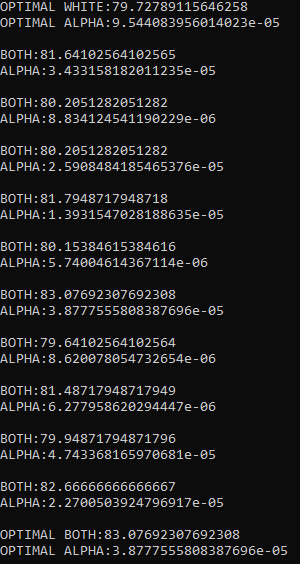 OPTIMAL WHITE:79.72789115646258
OPTIMAL ALPHA:9.544083956014023e-05
BOTH:81.64102564102565
ALPHA:3.433158182011235e-05
BOTH:80.2051282051282
ALPHA:8.834124541190229e-06
BOTH:80.2051282051282
ALPHA:2.5908484185465376e-05
BOTH:81.7948717948718
ALPHA:1.3931547028188635e-05
BOTH:80.15384615384616
ALPHA:5.74004614367114e-06
BOTH:83.07692307692308
ALPHA:3.8777555808387696e-05
BOTH:79.64102564102564
ALPHA:8.620078054732654e-06
BOTH:81.48717948717949
ALPHA:6.277958620294447e-06
BOTH:79.94871794871796
ALPHA:4.743368165970681e-05
BOTH:82.66666666666667
ALPHA:2.2700503924796917e-05
OPTIMAL BOTH:83.07692307692308
OPTIMAL ALPHA:3.8777555808387696e-05